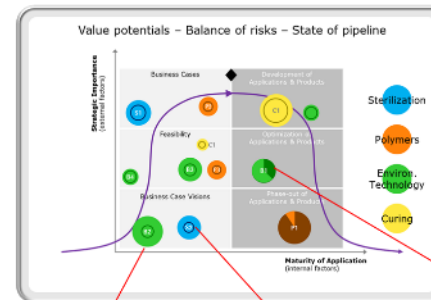 Value potentials – Balance of risks – State of pipeline
Strategic Importance
(external factors)
Business Cases
Development of
Applications & Products
Feasibility
Optimization of
Application & Products
Business Case Visions
Phase-out of
Application & Products
C1
C1
Sterilization
Polymers
Environ.
Technology
Curing
Maturity of Application
(internal factors)